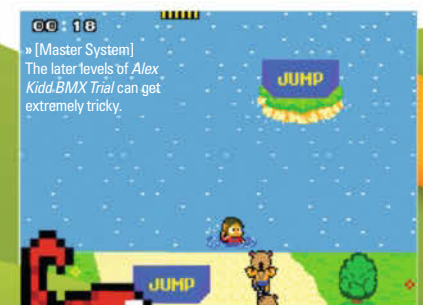 00:18
» [Master System]
The later levels of Alex
Kidd BMX Trial can get
extremely tricky.
JUMP
JUMP